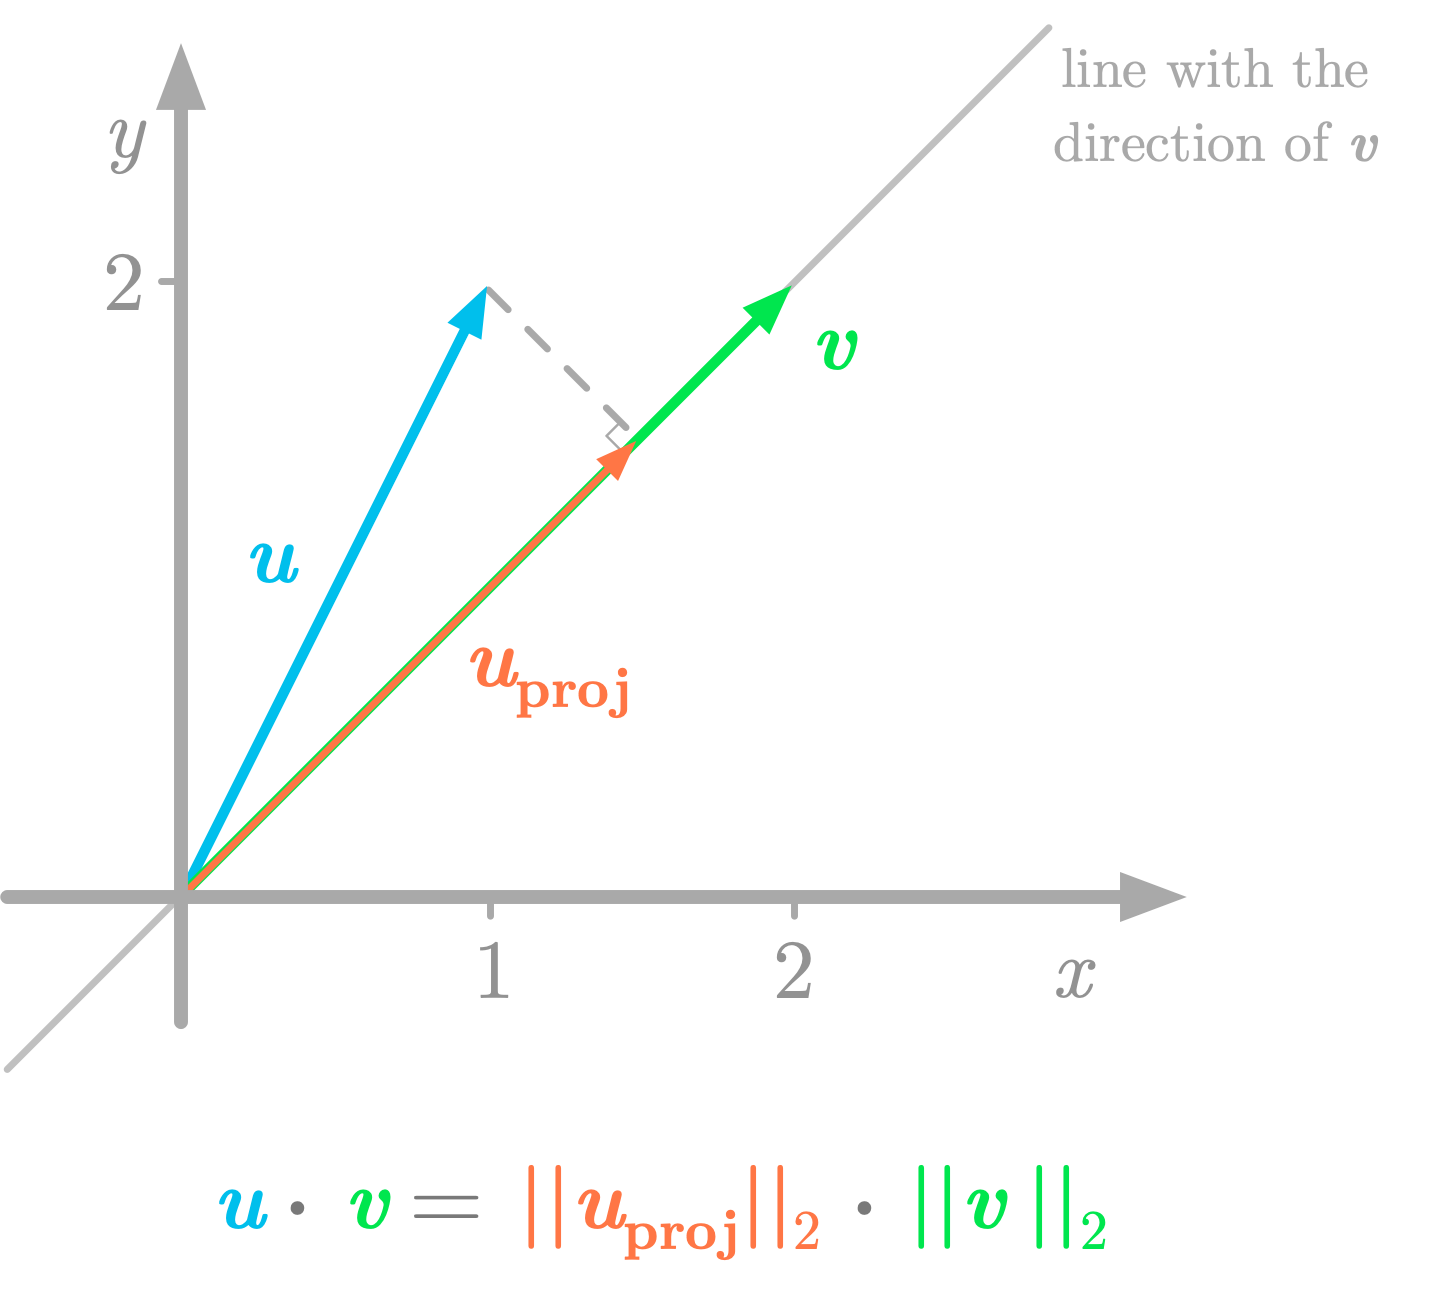 line with the
direction of v
y
2
v
u
u_proj
1
2
x
u · v = ||u_proj||_2 · ||v||_2